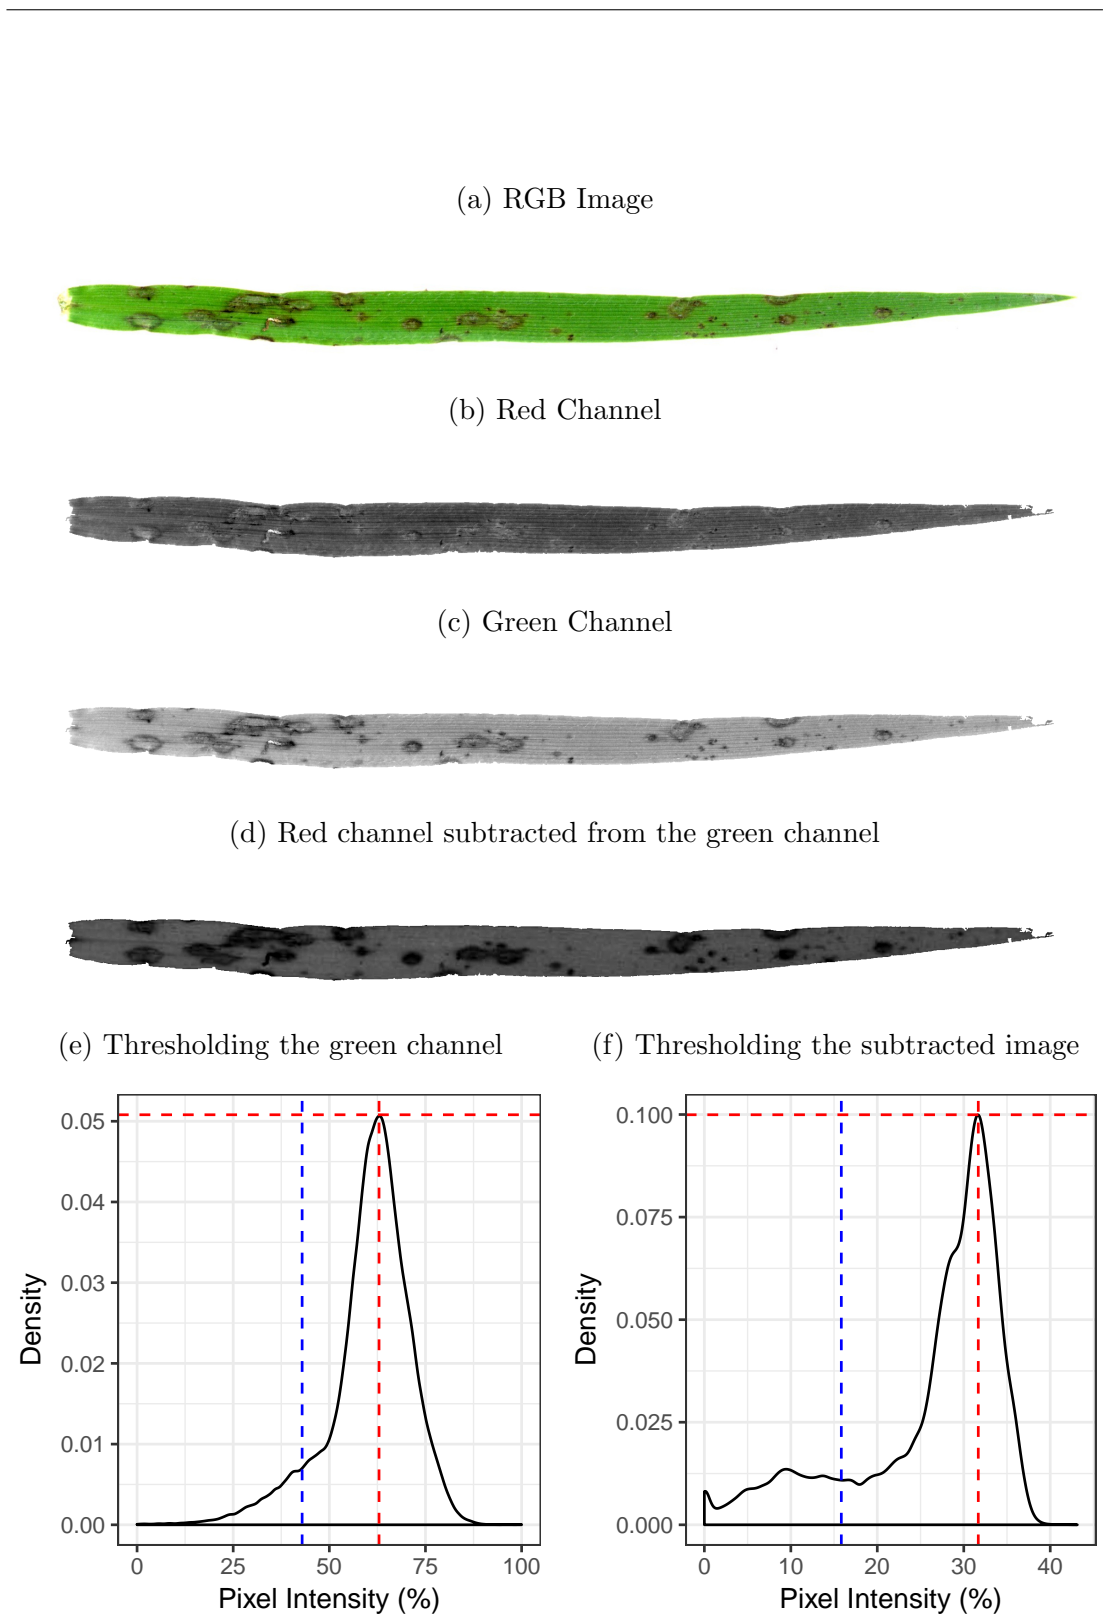 (a) RGB Image
(b) Red Channel
(c) Green Channel
(d) Red channel subtracted from the green channel
(e) Thresholding the green channel
(f) Thresholding the subtracted image
0.05
0.04
0.03
0.02
0.01
0.00
Density
0 25 50 75 100
Pixel Intensity (%)
0.100
0.075
0.050
0.025
0.000
Density
0 10 20 30 40
Pixel Intensity (%)